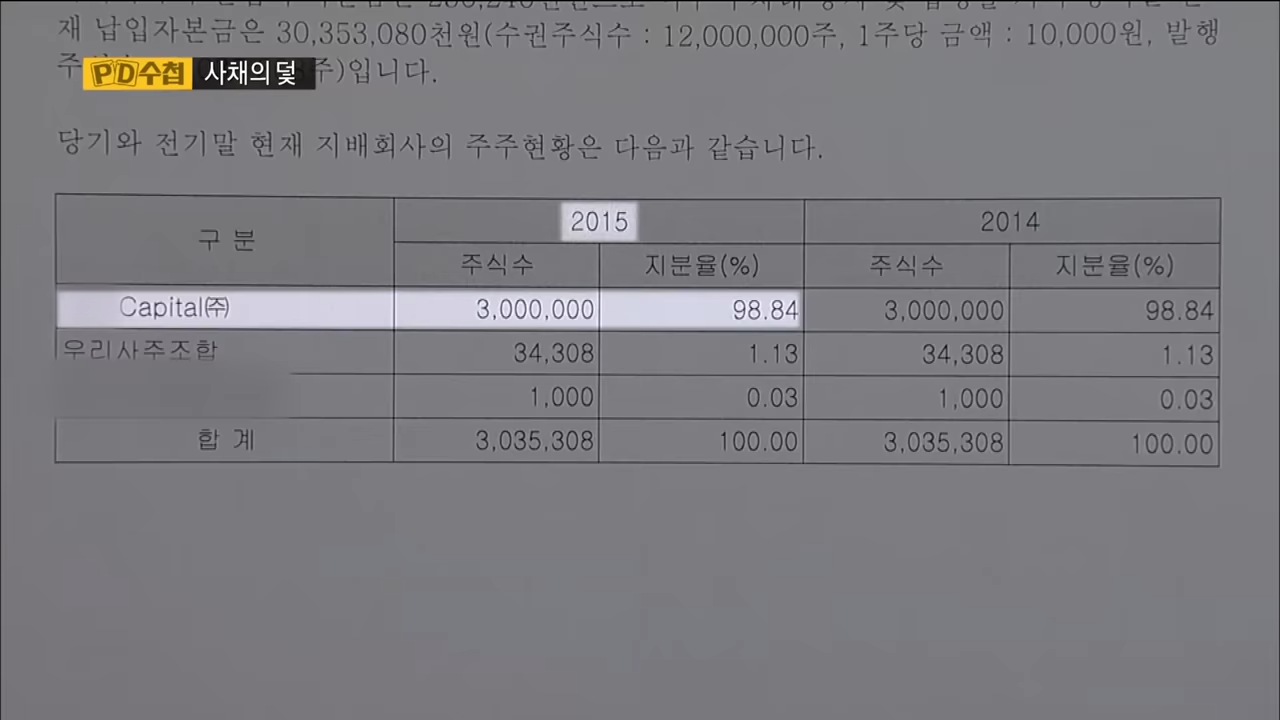 재 납입자본금은 30,353,080천원(수권주식수 : 12,000,000주, 1주당 금액 : 10,000원, 발행
PD수첩 사채의 덫 주)입니다.
당기와 전기말 현재 지배회사의 주주현황은 다음과 같습니다.
구 분 2015 2014
주식수 지분율(%) 주식수 지분율(%)
Capital㈜ 3,000,000 98.84 3,000,000 98.84
우리사주조합 34,308 1.13 34,308 1.13
1,000 0.03 1,000 0.03
합 계 3,035,308 100.00 3,035,308 100.00